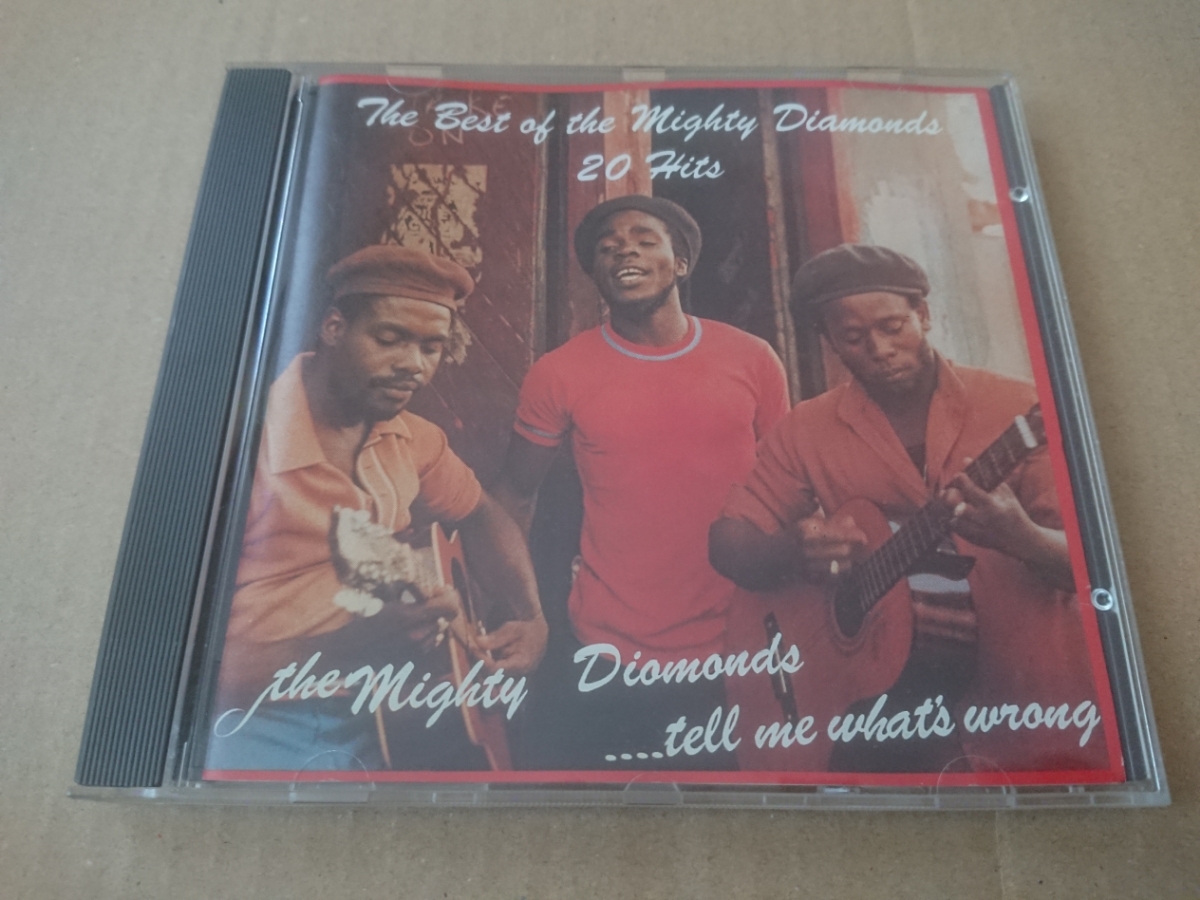 The Best of the Mighty Diamonds
20 Hits
the Mighty Diomonds
....tell me what's wrong